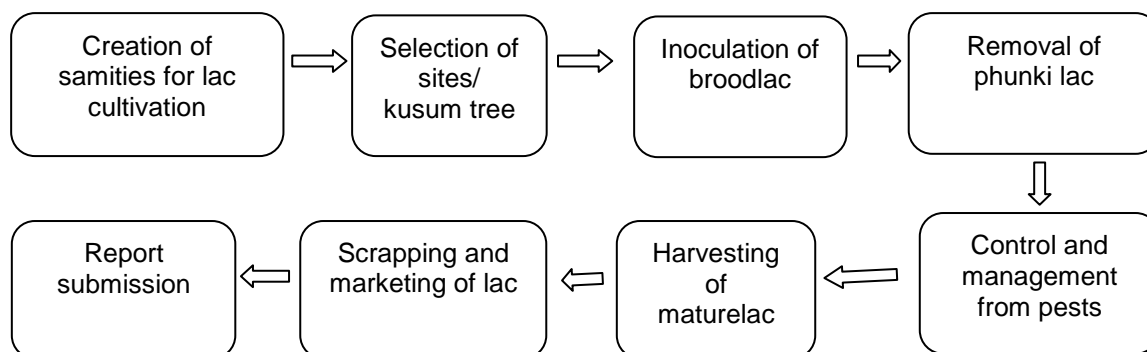 Creation of
samities for lac
cultivation
Selection of
sites/
kusum tree
Inoculation of
broodlac
Removal of
phunki lac
Control and
management
from pests
Harvesting
of
maturelac
Scrapping and
marketing of lac
Report
submission